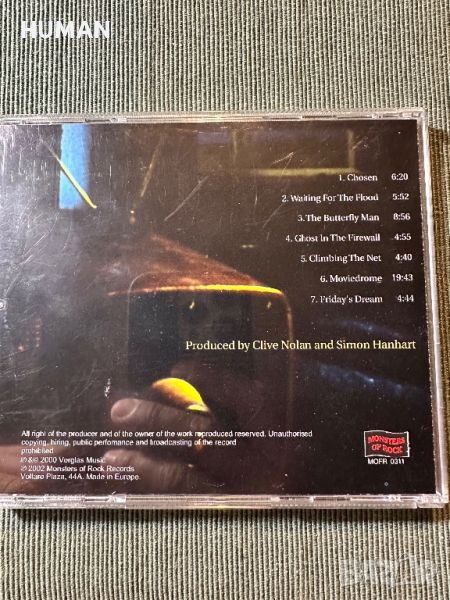 HUMAN
1. Chosen 6:20
2. Waiting For The Flood 5:52
3. The Butterfly Man 8:56
4. Ghost In The Firewall 4:55
5. Climbing The Net 4:40
6. Moviedrome 19:43
7. Friday's Dream 4:44
Produced by Clive Nolan and Simon Hanhart
All right of the producer and of the owner of the work reproduced reserved. Unauthorised
copying, hiring, public perfomance and broadcasting of the record
prohibited
℗&© 2000 Verglas Music.
℗ 2002 Monsters of Rock Records
Voltare Plaza, 44A. Made in Europe.
MONSTERS
OF ROCK
MOFR 0311